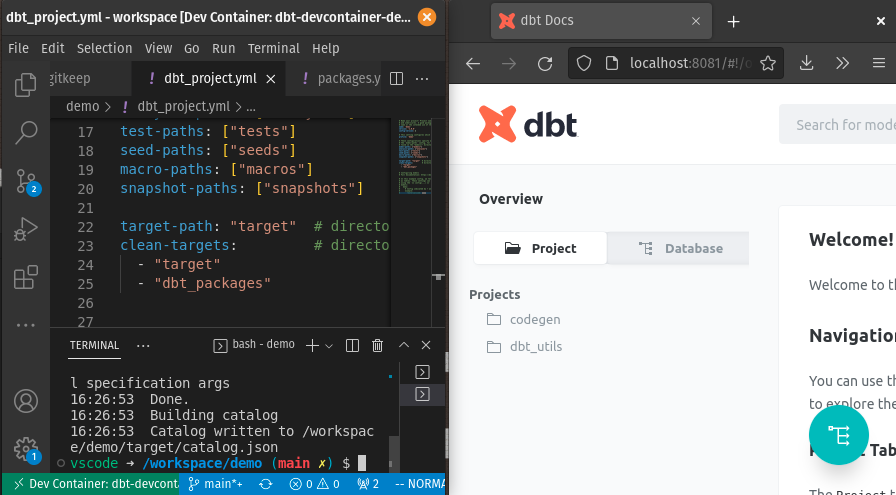 dbt_project.yml - workspace [Dev Container: dbt-devcontainer-de...
File Edit Selection View Go Run Terminal Help
gitkeep
! dbt_project.yml
! packages.y
demo > ! dbt_project.yml > ...
17 test-paths: ["tests"]
18 seed-paths: ["seeds"]
19 macro-paths: ["macros"]
20 snapshot-paths: ["snapshots"]
21
22 target-path: "target" # directo
23 clean-targets: # directo
24 - "target"
25 - "dbt_packages"
26
27
2
1
TERMINAL ... bash - demo
l specification args
16:26:53 Done.
16:26:53 Building catalog
16:26:53 Catalog written to /workspac
e/demo/target/catalog.json
vscode ➜ /workspace/demo (main ✗) $
Dev Container: dbt-devconta main*+ 0 0 2 -- NORMA
dbt Docs
localhost:8081/#!/o
dbt
Search for mode
Overview
Project Database
Projects
codegen
dbt_utils
Welcome!
Welcome to th
Navigation
You can use th
to explore the
Tab
The Project t